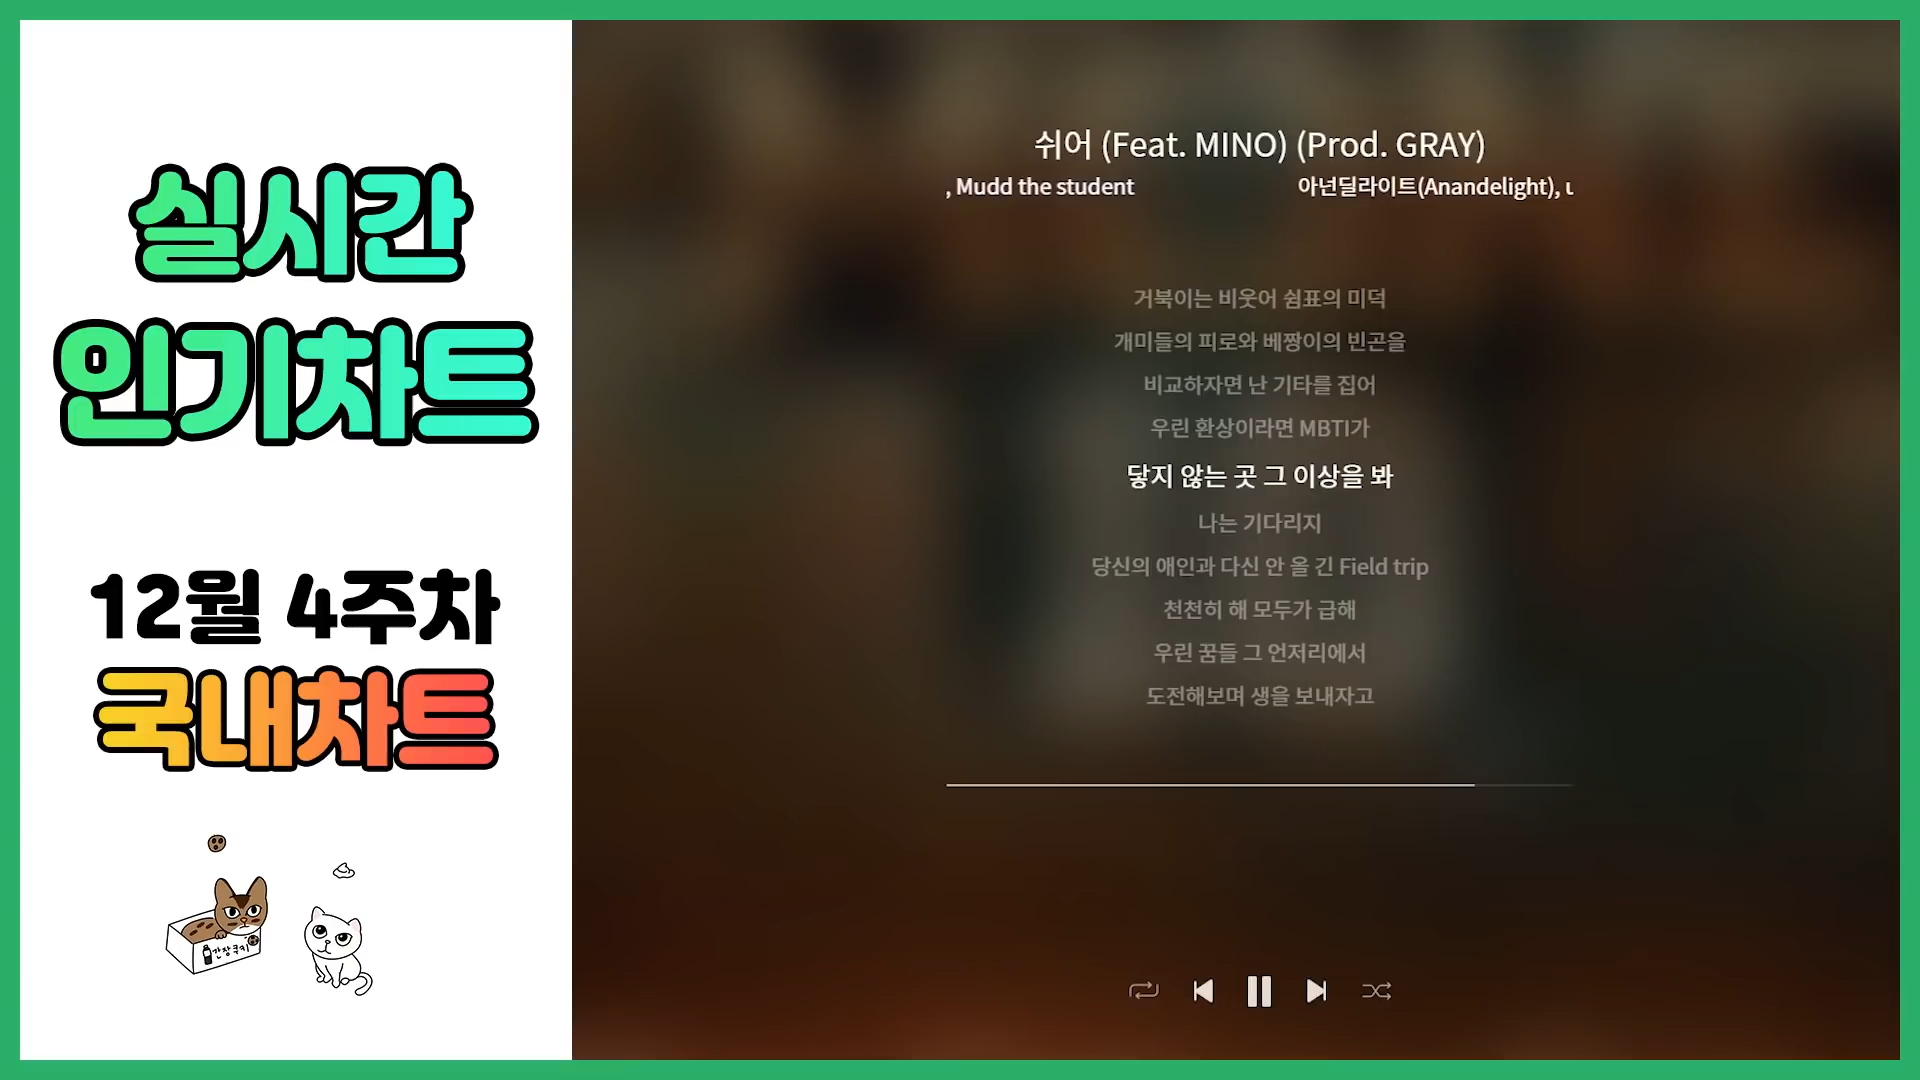 실시간
인기차트
12월 4주차
국내차트
간장쿡키
쉬어 (Feat. MINO) (Prod. GRAY)
, Mudd the student 아넌딜라이트(Anandelight), u
거북이는 비웃어 쉼표의 미덕
개미들의 피로와 베짱이의 빈곤을
비교하자면 난 기타를 집어
우린 환상이라면 MBTI가
닿지 않는 곳 그 이상을 봐
나는 기다리지
당신의 애인과 다신 안 올 긴 Field trip
천천히 해 모두가 급해
우린 꿈들 그 언저리에서
도전해보며 생을 보내자고